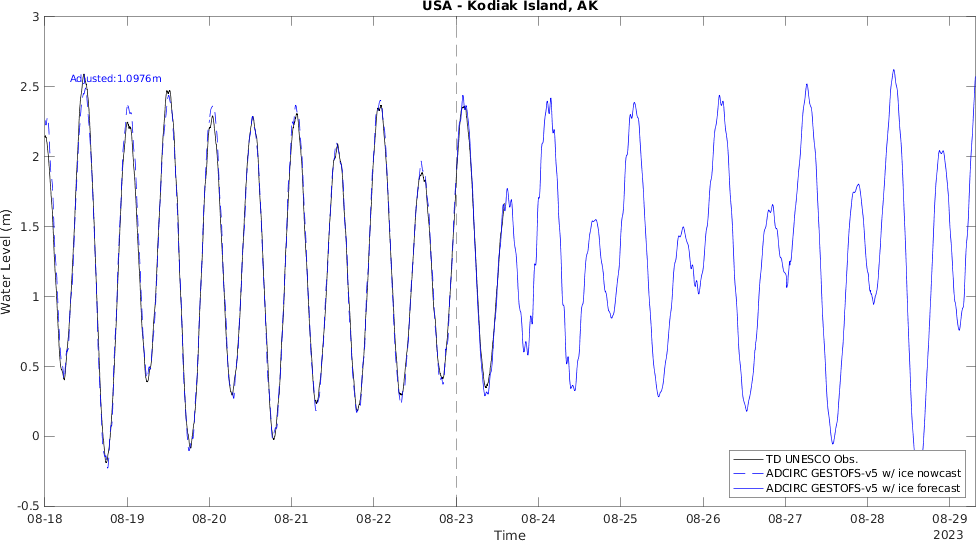 USA - Kodiak Island, AK
Adjusted:1.0976m
Water Level (m)
3
2.5
2
1.5
1
0.5
0
-0.5
TD UNESCO Obs.
ADCIRC GESTOFS-v5 w/ ice nowcast
ADCIRC GESTOFS-v5 w/ ice forecast
08-18 08-19 08-20 08-21 08-22 08-23 08-24 08-25 08-26 08-27 08-28 08-29
2023
Time